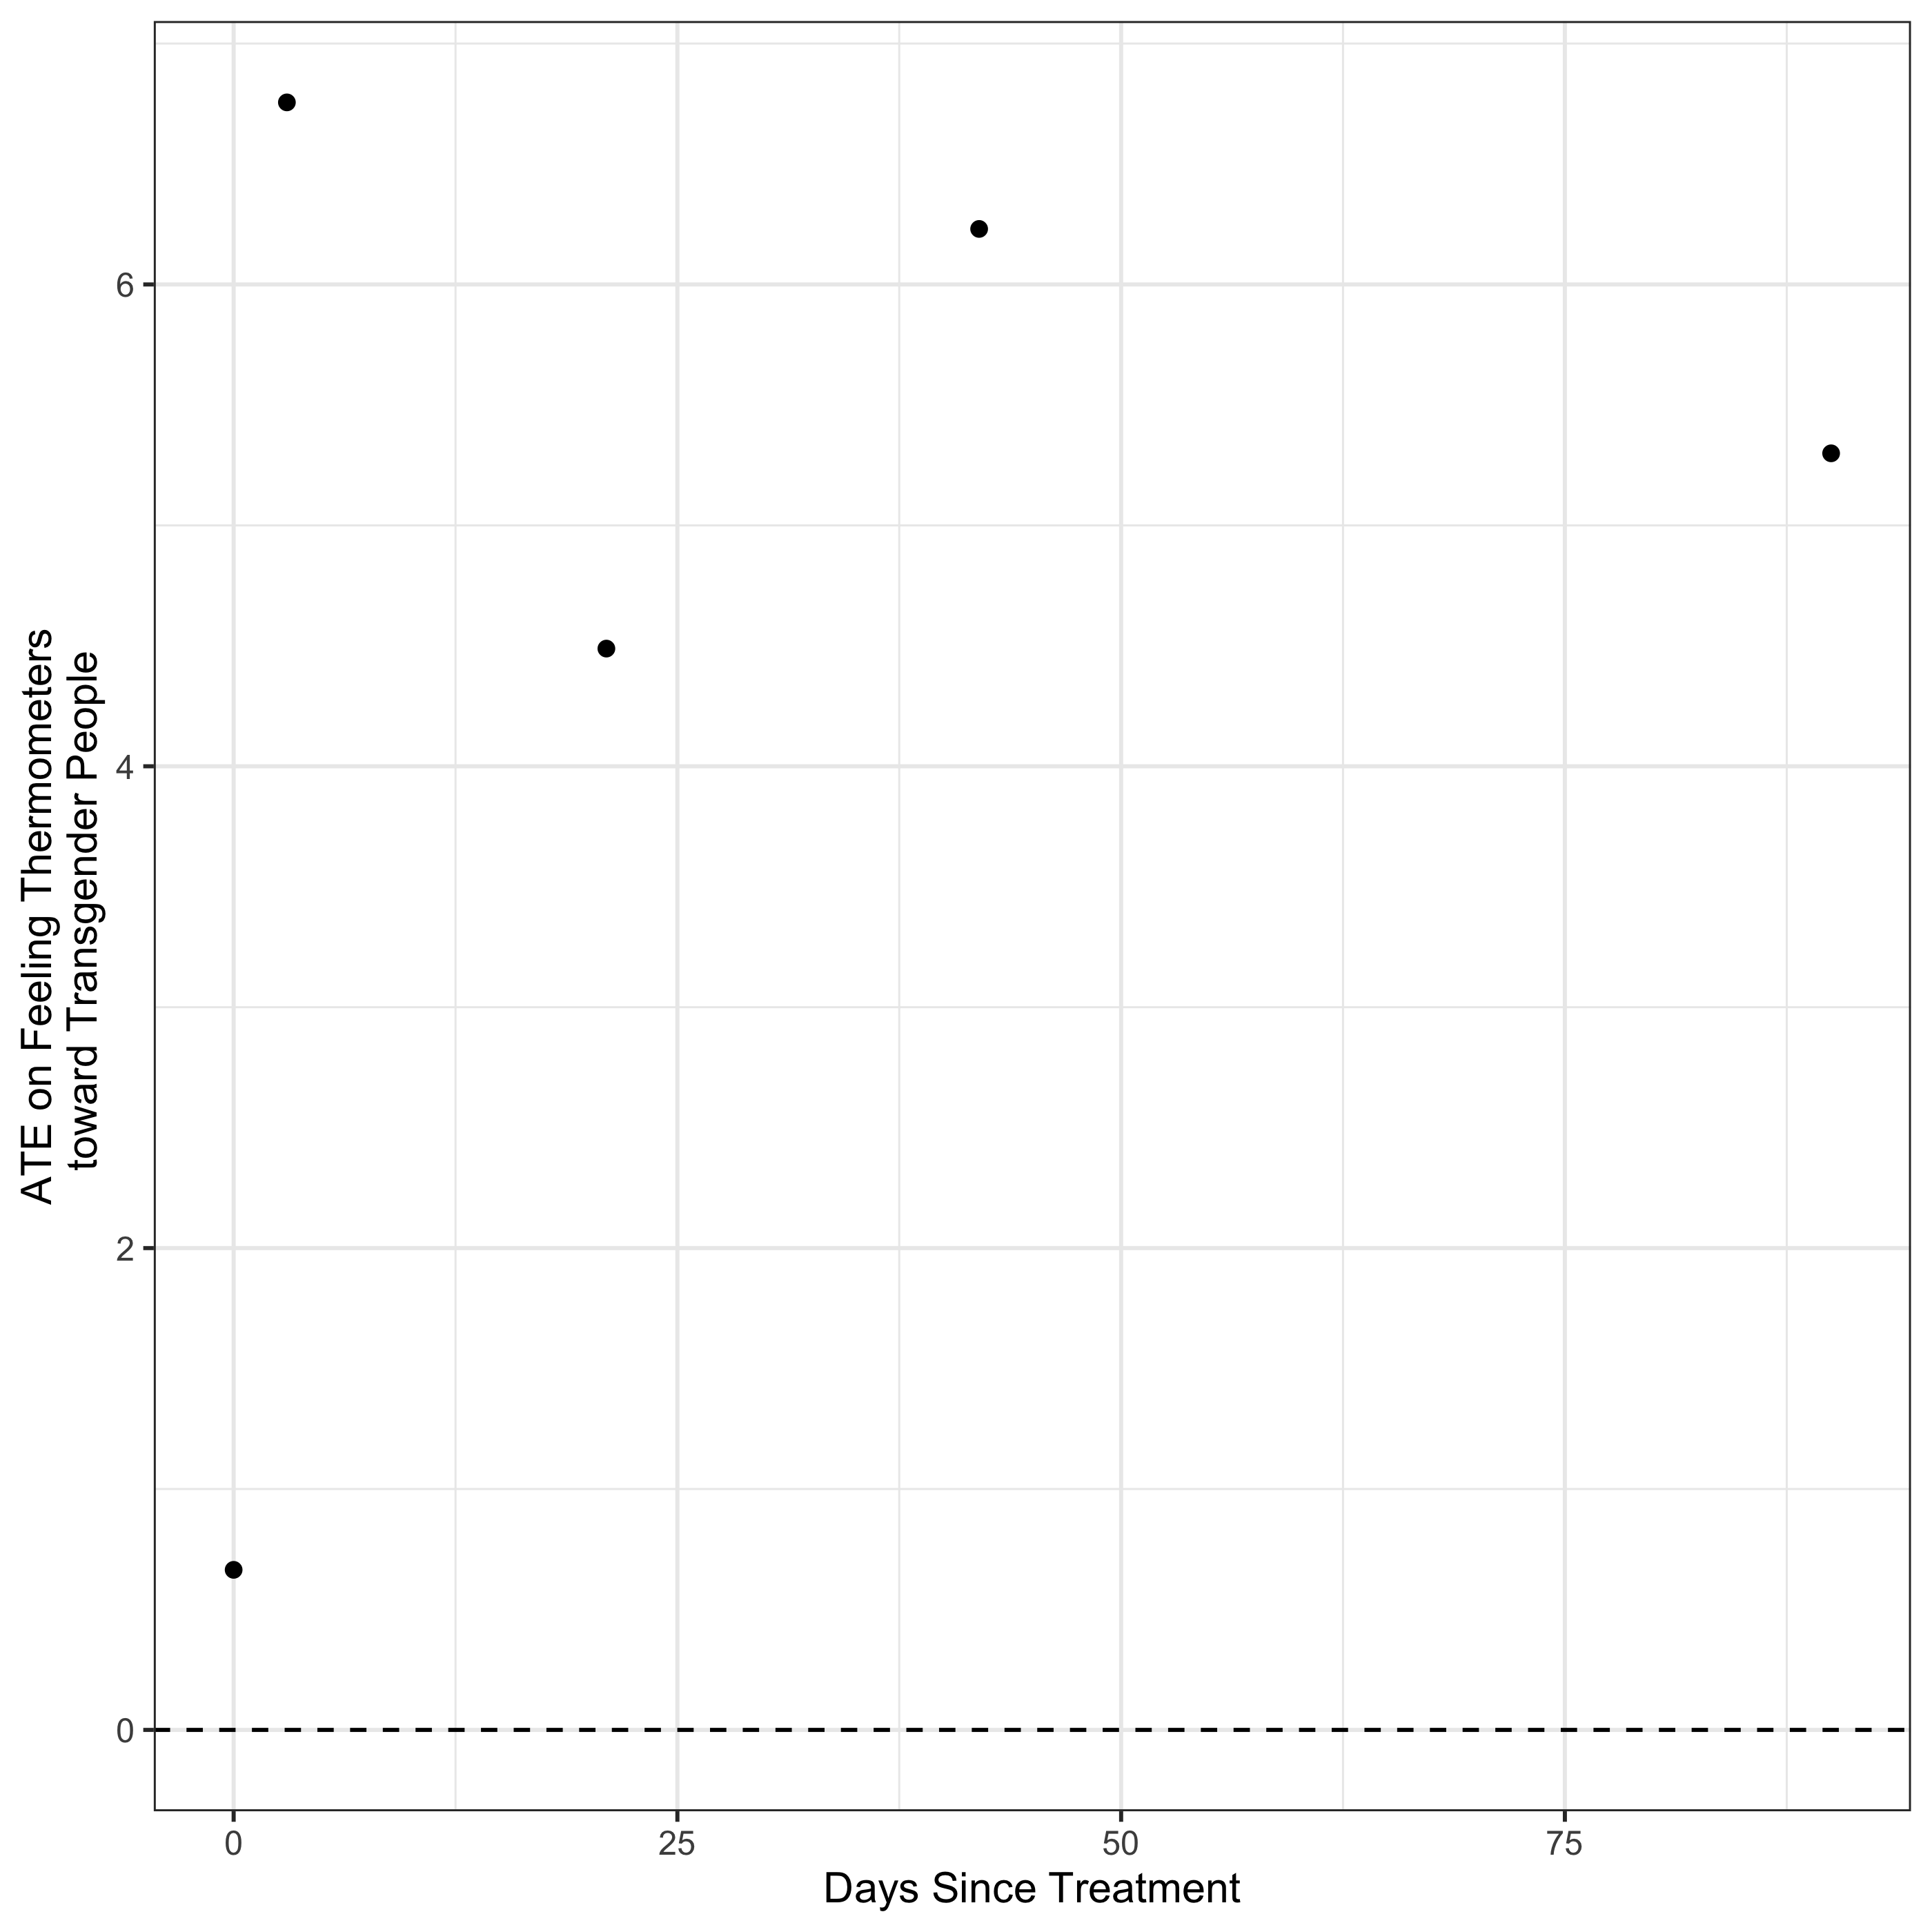 ATE on Feeling Thermometers
toward Transgender People
6
4
2
0
0 25 50 75
Days Since Treatment